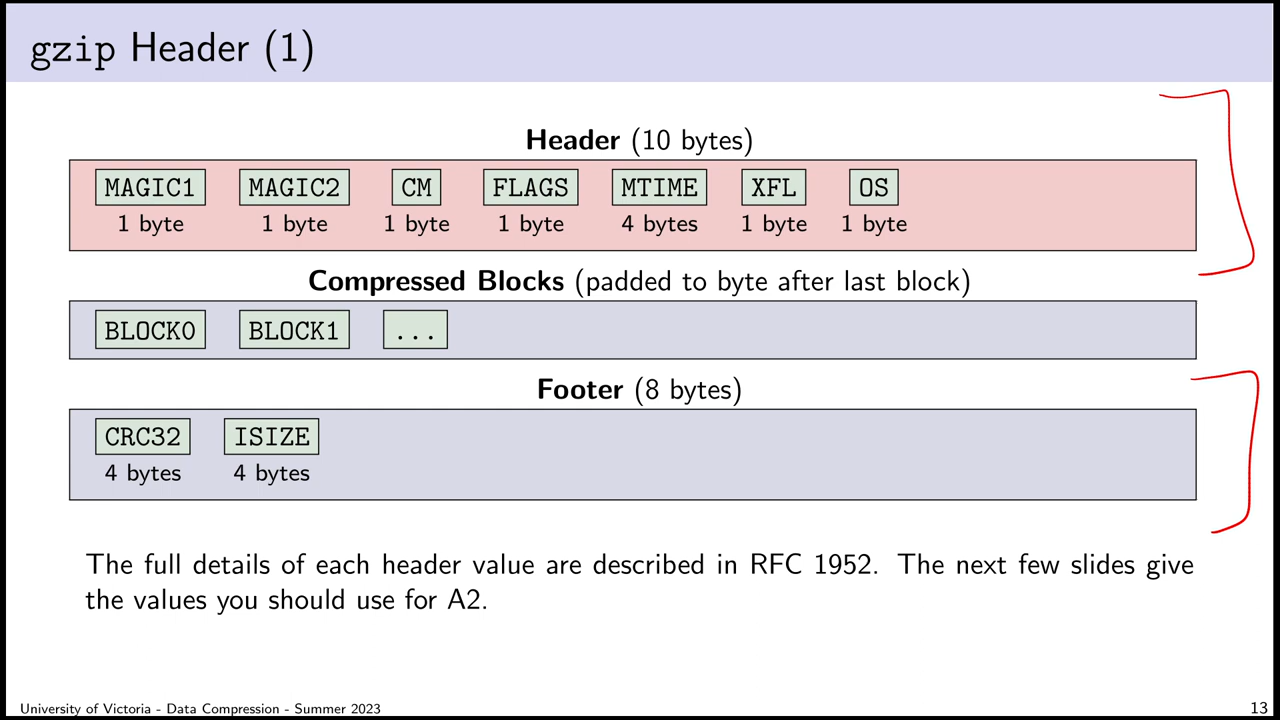 gzip Header (1)
Header (10 bytes)
MAGIC1 MAGIC2 CM FLAGS MTIME XFL OS
1 byte 1 byte 1 byte 1 byte 4 bytes 1 byte 1 byte
Compressed Blocks (padded to byte after last block)
BLOCK0 BLOCK1 ...
Footer (8 bytes)
CRC32 ISIZE
4 bytes 4 bytes
The full details of each header value are described in RFC 1952. The next few slides give
the values you should use for A2.
University of Victoria - Data Compression - Summer 2023 13